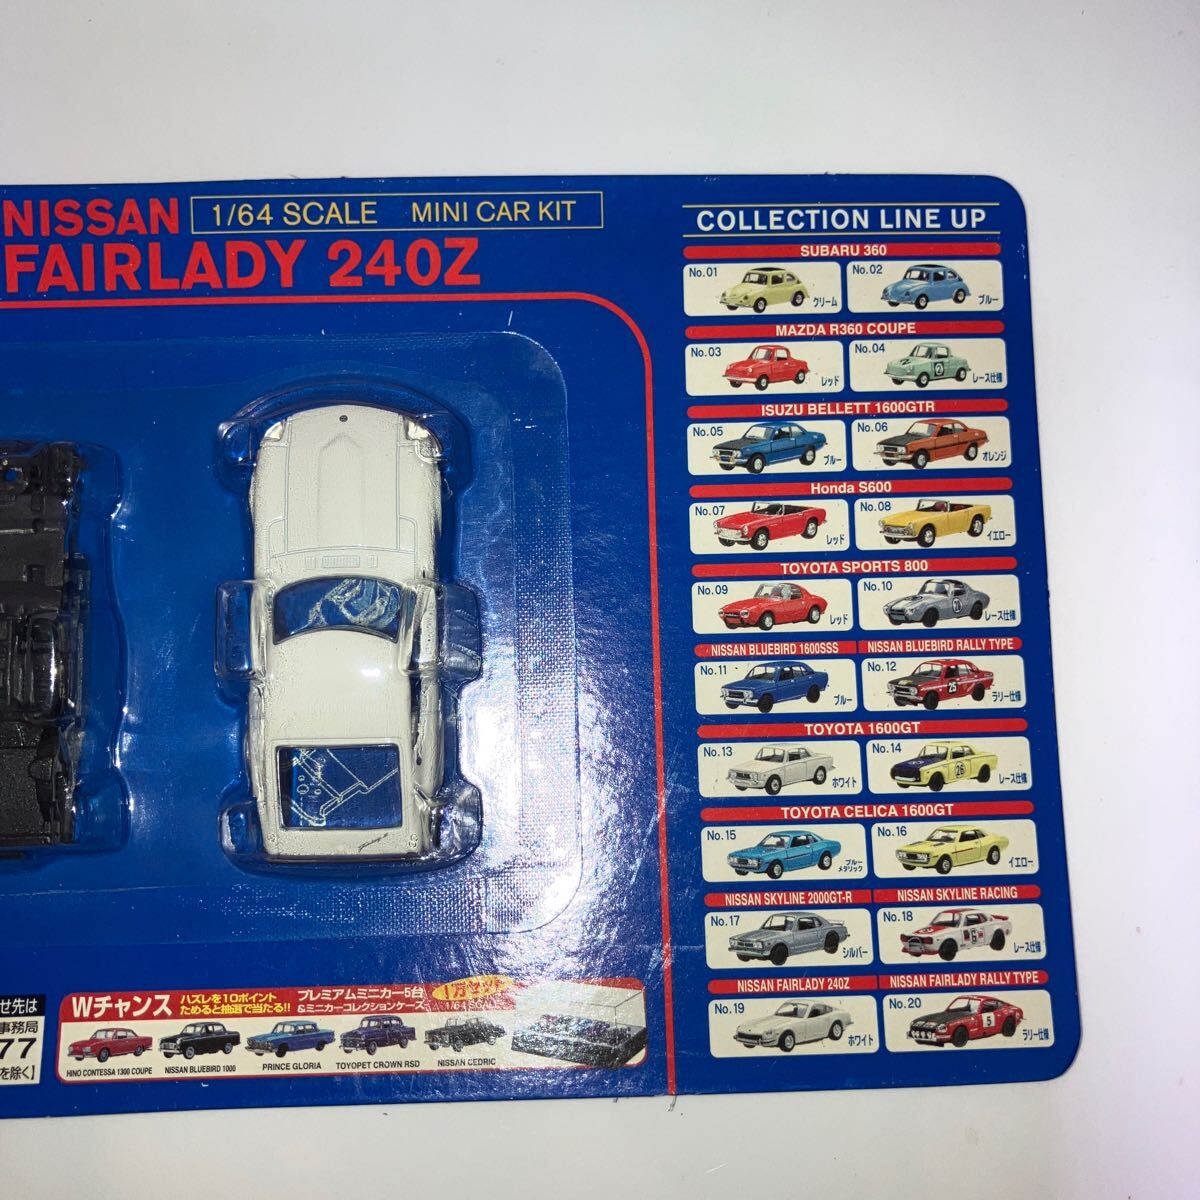 NISSAN
FAIRLADY 240Z
1/64 SCALE MINI CAR KIT
COLLECTION LINE UP
SUBARU 360
No.01 クリーム
No.02 ブルー
MAZDA R360 COUPE
No.03 レッド
No.04 レース仕様
ISUZU BELLETT 1600GTR
No.05 ブルー
No.06 オレンジ
Honda S600
No.07 レッド
No.08 イエロー
TOYOTA SPORTS 800
No.09 レッド
No.10 レース仕様
NISSAN BLUEBIRD 1600SSS
No.11 ブルー
NISSAN BLUEBIRD RALLY TYPE
No.12 ラリー仕様
TOYOTA 1600GT
No.13 ホワイト
No.14 レース仕様
TOYOTA CELICA 1600GT
No.15 ブルーメタリック
No.16 イエロー
NISSAN SKYLINE 2000GT-R
No.17 シルバー
NISSAN SKYLINE RACING
No.18 レース仕様
NISSAN FAIRLADY 240Z
No.19 ホワイト
NISSAN FAIRLADY RALLY TYPE
No.20 ラリー仕様
せ先は
事務局
77
を除く】
Wチャンス
ハズレを10ポイント
ためると抽選で当たる!!
プレミアムミニカー5台
&ミニカーコレクションケース
1万セット
1/64 SCALE
HINO CONTESSA 1300 COUPE
NISSAN BLUEBIRD 1000
PRINCE GLORIA
TOYOPET CROWN RSD
NISSAN CEDRIC